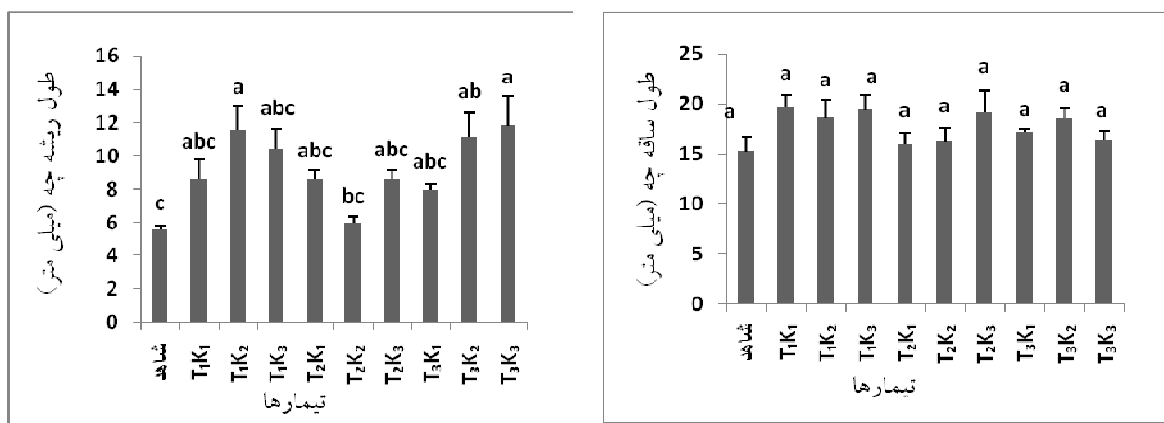 طول ریشه چه (میلی متر)
16
14
12
10
8
6
4
2
0
c
abc
a
abc
abc
bc
abc
abc
ab
a
شاهد
T₁K₁
T₁K₂
T₁K₃
T₂K₁
T₂K₂
T₂K₃
T₃K₁
T₃K₂
T₃K₃
تیمارها
طول ساقه چه (میلی متر)
25
20
15
10
5
0
a
a
a
a
a
a
a
a
a
a
شاهد
T₁K₁
T₁K₂
T₁K₃
T₂K₁
T₂K₂
T₂K₃
T₃K₁
T₃K₂
T₃K₃
تیمارها